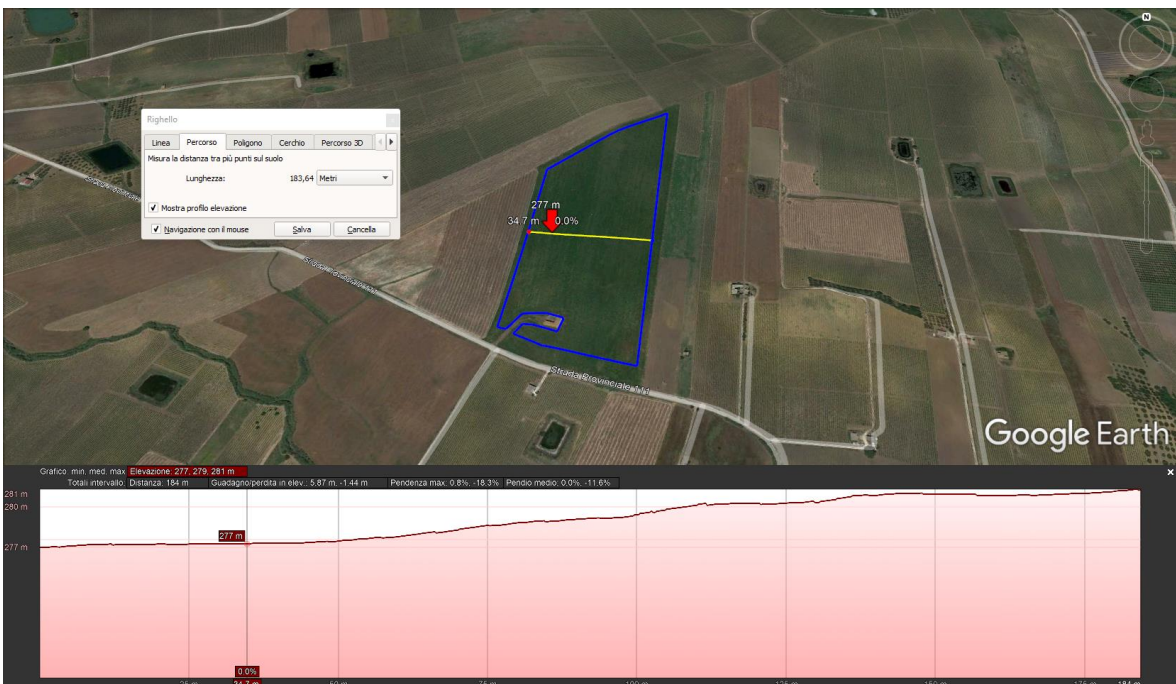 N
Righello
Linea Percorso Poligono Cerchio Percorso 3D
Misura la distanza tra più punti sul suolo
Lunghezza: 183,64 Metri
Mostra profilo elevazione
Navigazione con il mouse Salva Cancella
277 m
34.7 m 0.0%
Strada Provinciale 111
Google Earth
Grafico: min, med, max Elevazione: 277, 279, 281 m
Totali intervallo: Distanza: 184 m Guadagno/perdita in elev.: 5.87 m, -1.44 m Pendenza max: 0.8%, -18.3% Pendio medio: 0.0%, -11.6%
281 m
280 m
277 m
277 m
0.0%
25 m 34.7 m 50 m 75 m 100 m 125 m 150 m 175 m 184 m